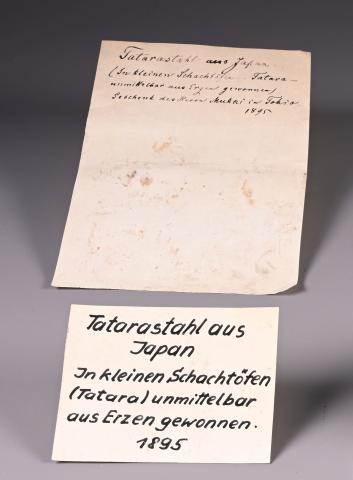 Tatarastahl aus Japan.
(In kleinen Schachtöfen Tatara
unmittelbar aus Erzen gewonnen)
Geschenk des Herrn Mukai in Tokio
1895
Tatarastahl aus
Japan
In kleinen Schachtöfen
(Tatara) unmittelbar
aus Erzen gewonnen.
1895